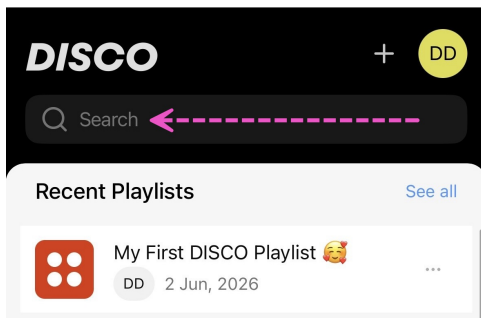 DISCO
+ DD
Search
Recent Playlists See all
My First DISCO Playlist 🥰
DD 2 Jun, 2026